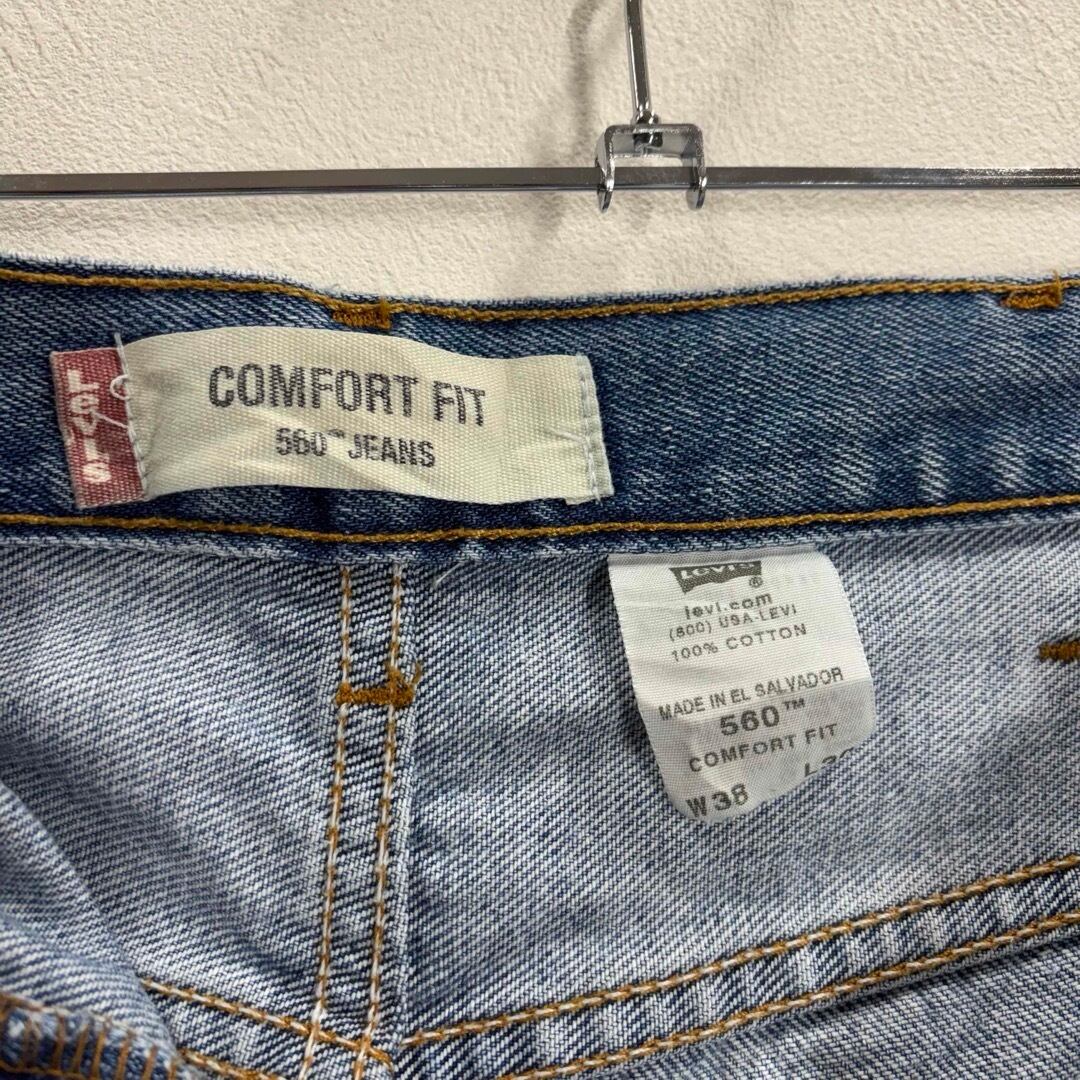 Levi's
COMFORT FIT
560™ JEANS
LEVI'S
®
levi.com
(800) USA-LEVI
100% COTTON
MADE IN EL SALVADOR
560™
COMFORT FIT
W 38